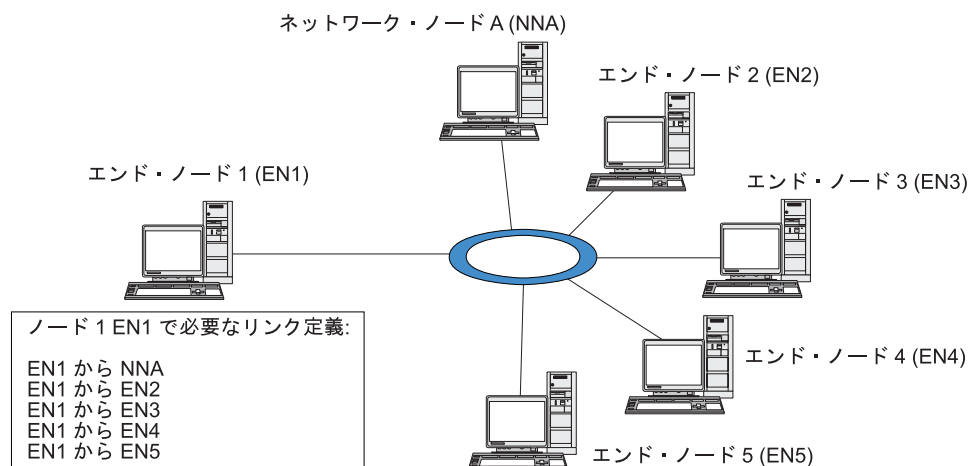 ネットワーク・ノード A (NNA)
エンド・ノード 2 (EN2)
エンド・ノード 1 (EN1)
エンド・ノード 3 (EN3)
ノード 1 EN1 で必要なリンク定義:
EN1 から NNA
EN1 から EN2
EN1 から EN3
EN1 から EN4
EN1 から EN5
エンド・ノード 4 (EN4)
エンド・ノード 5 (EN5)